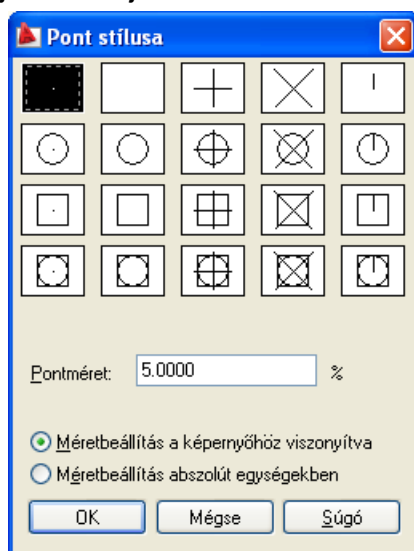 Pont stílusa
Pontméret: 5.0000 %
Méretbeállítás a képernyőhöz viszonyítva
Méretbeállítás abszolút egységekben
OK Mégse Súgó